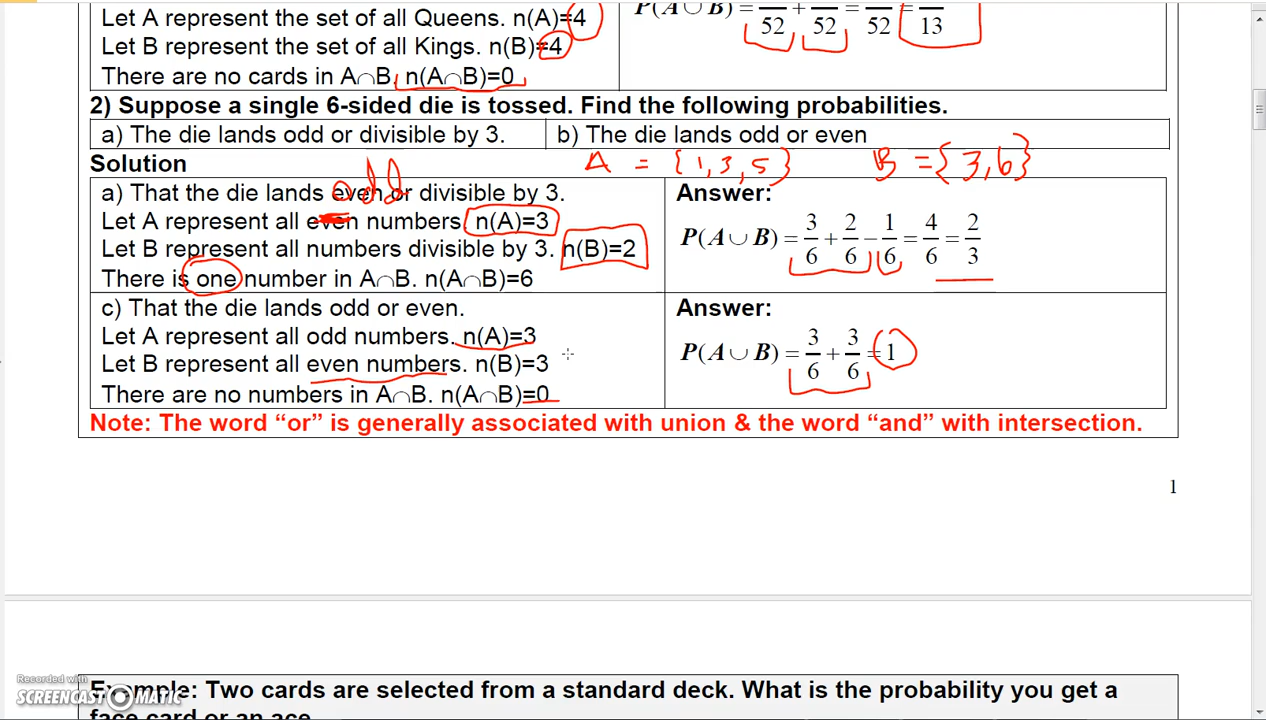 Let A represent the set of all Queens. n(A)=4
Let B represent the set of all Kings. n(B)=4
There are no cards in A∩B. n(A∩B)=0
P(A∪B) = /52 + /52 = /52 = /13
2) Suppose a single 6-sided die is tossed. Find the following probabilities.
a) The die lands odd or divisible by 3.
b) The die lands odd or even
Solution
A = {1,3,5} B = {3,6}
odd
a) That the die lands even or divisible by 3.
Let A represent all even numbers. n(A)=3
Let B represent all numbers divisible by 3. n(B)=2
There is one number in A∩B. n(A∩B)=6
Answer:
P(A∪B) = 3/6 + 2/6 − 1/6 = 4/6 = 2/3
c) That the die lands odd or even.
Let A represent all odd numbers. n(A)=3
Let B represent all even numbers. n(B)=3
There are no numbers in A∩B. n(A∩B)=0
Answer:
P(A∪B) = 3/6 + 3/6 = 1
Note: The word “or” is generally associated with union & the word “and” with intersection.
1
Example: Two cards are selected from a standard deck. What is the probability you get a
face card or an ace
Recorded with
SCREENCAST-O-MATIC